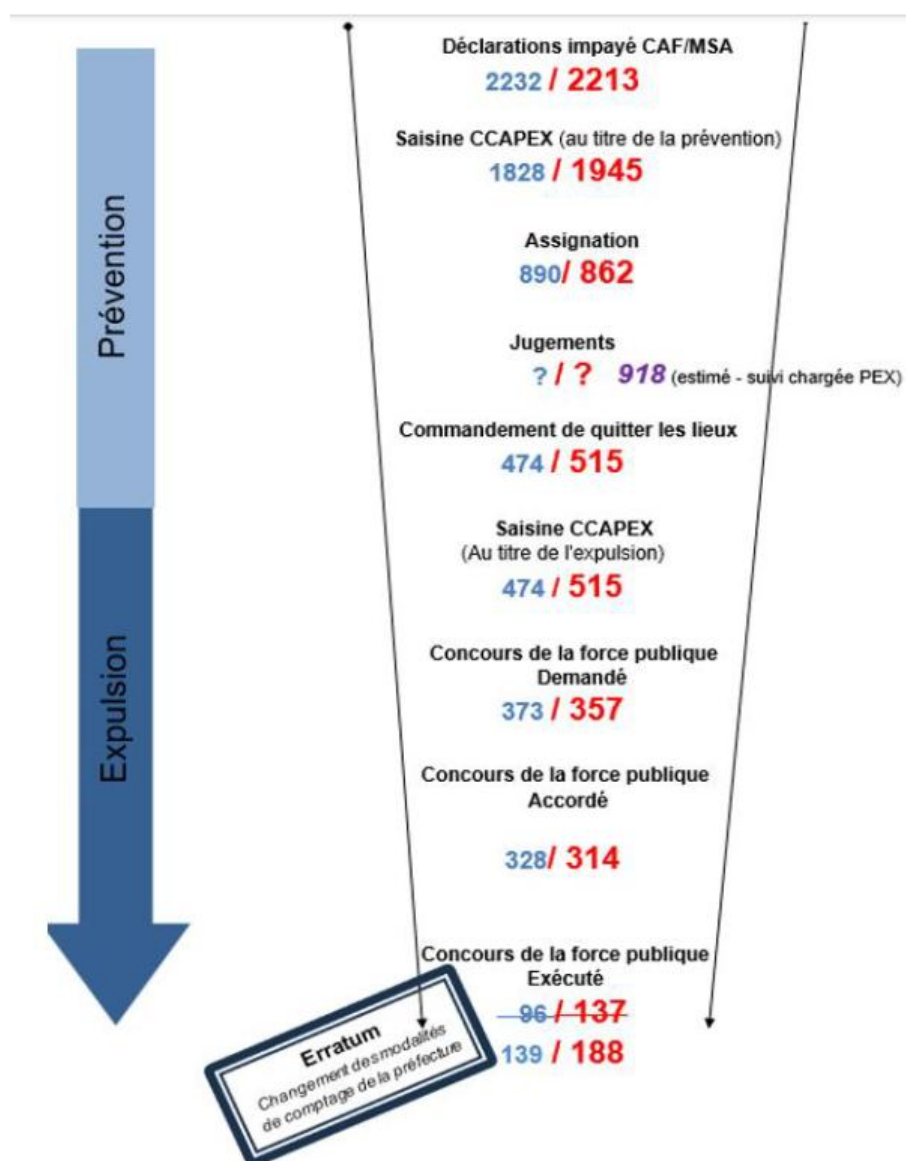 Prévention
Expulsion
Déclarations impayé CAF/MSA
2232 / 2213
Saisine CCAPEX (au titre de la prévention)
1828 / 1945
Assignation
890/ 862
Jugements
? / ? 918 (estimé - suivi chargée PEX)
Commandement de quitter les lieux
474 / 515
Saisine CCAPEX
(Au titre de l'expulsion)
474 / 515
Concours de la force publique
Demandé
373 / 357
Concours de la force publique
Accordé
328/ 314
Concours de la force publique
Exécuté
96 / 137
139 / 188
Erratum
Changement des modalités
de comptage de la préfecture